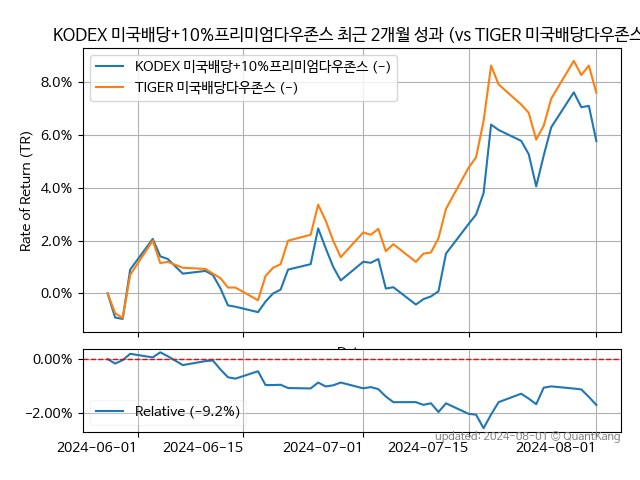 KODEX 미국배당+10%프리미엄다우존스 최근 2개월 성과 (vs TIGER 미국배당다우존스
KODEX 미국배당+10%프리미엄다우존스 (-)
TIGER 미국배당다우존스 (-)
Rate of Return (TR)
8.0%
6.0%
4.0%
2.0%
0.0%
0.00%
−2.00%
Relative (-9.2%)
updated: 2024-08-01 © QuantKang
2024-06-01
2024-06-15
2024-07-01
2024-07-15
2024-08-01